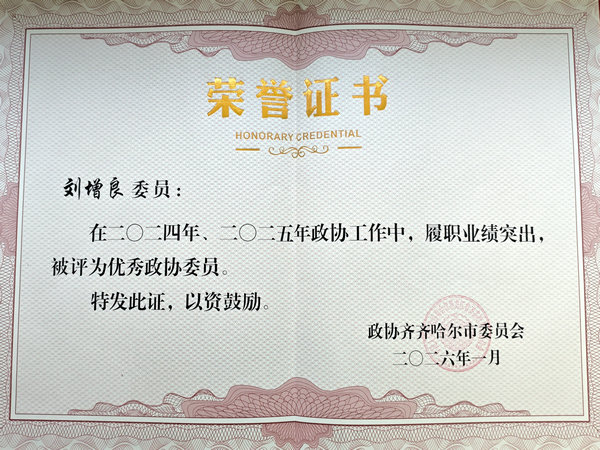 荣誉证书
HONORARY CREDENTIAL
刘增良委员：
在二〇二四年、二〇二五年政协工作中，履职业绩突出，
被评为优秀政协委员。
特发此证，以资鼓励。
政协齐齐哈尔市委员会
二〇二六年一月